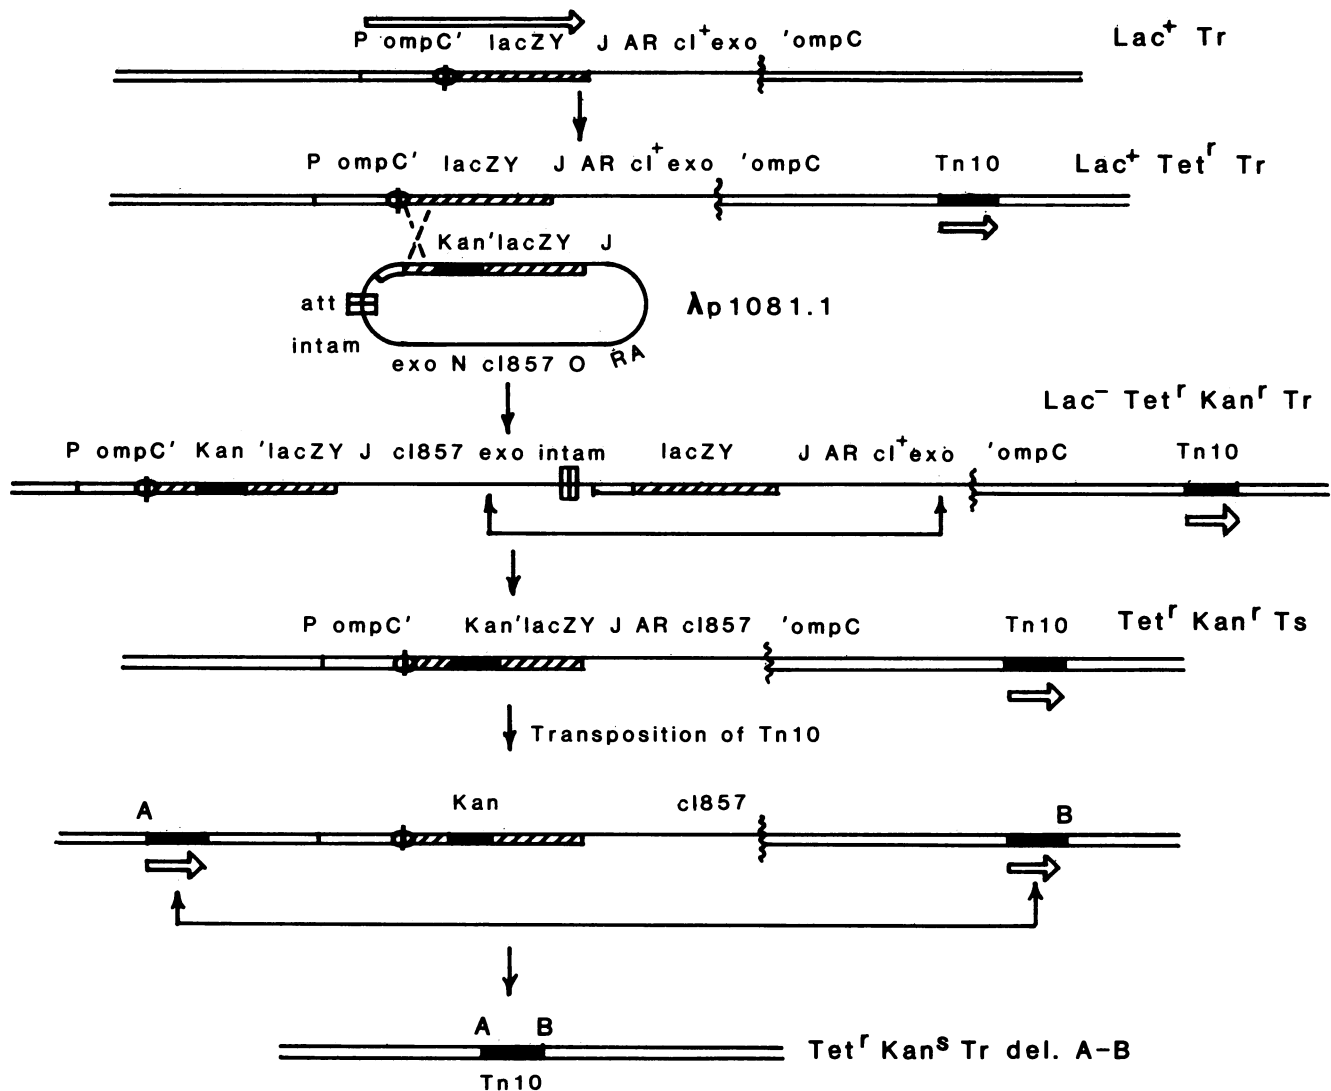 P ompC' lacZY J AR cI⁺exo 'ompC Lac⁺ Tr
P ompC' lacZY J AR cI⁺exo 'ompC Tn10 Lac⁺ Tetʳ Tr
Kan'lacZY J
att
λp1081.1
intam
exo N cI857 O RA
Lac⁻ Tetʳ Kanʳ Tr
P ompC' Kan 'lacZY J cI857 exo intam lacZY J AR cI⁺exo 'ompC Tn10
P ompC' Kan'lacZY J AR cI857 'ompC Tn10 Tetʳ Kanʳ Ts
Transposition of Tn10
A Kan cI857 B
A B
Tetʳ Kanˢ Tr del. A-B
Tn10